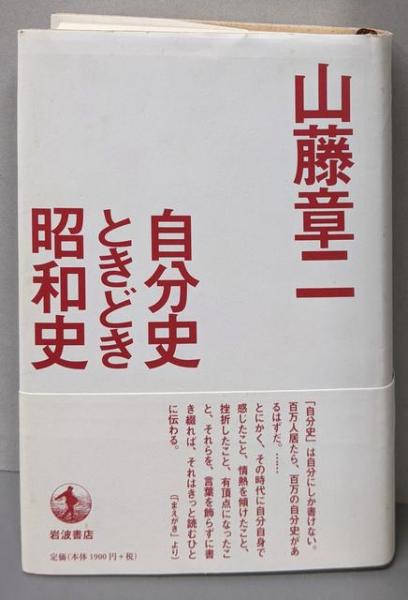 山藤章二
自分史
ときどき
昭和史
「自分史」は自分にしか書けない。
百万人居たら、百万の自分史があ
るはずだ。……
とにかく、その時代に自分自身で
感じたこと、情熱を傾けたこと、
挫折したこと、有頂天になったこ
と、それらを、言葉を飾らずに書
き綴れば、それはきっと読むひと
に伝わる。
(「まえがき」より)
岩波書店
定価(本体1900円+税)